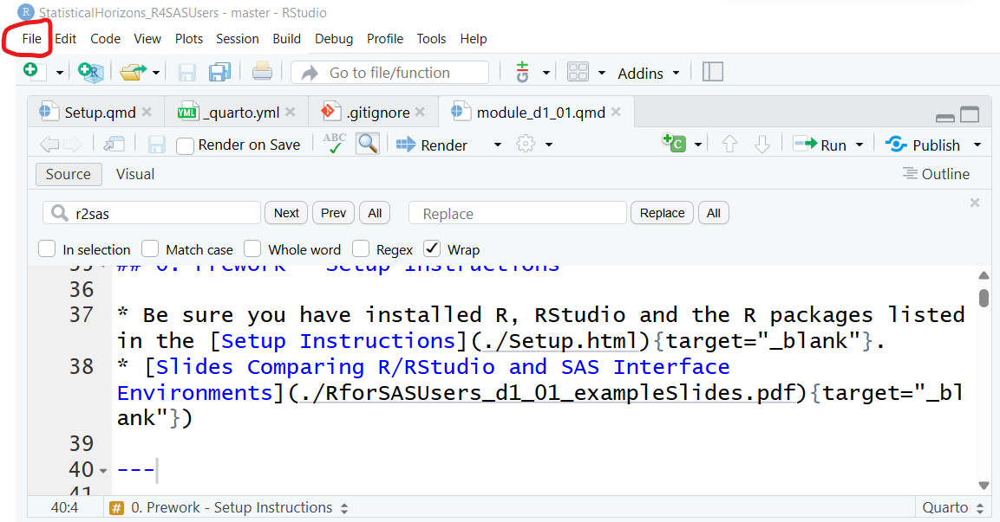 R StatisticalHorizons_R4SASUsers - master - RStudio
File Edit Code View Plots Session Build Debug Profile Tools Help
R Go to file/function Addins
Setup.qmd YML _quarto.yml .gitignore module_d1_01.qmd
Render on Save ABC Render C Run Publish
Source Visual Outline
r2sas Next Prev All Replace Replace All
In selection Match case Whole word Regex Wrap
35 ## 0. Prework - Setup Instructions
36
37 * Be sure you have installed R, RStudio and the R packages listed
in the [Setup Instructions](./Setup.html){target="_blank"}.
38 * [Slides Comparing R/RStudio and SAS Interface
Environments](./RforSASUsers_d1_01_exampleSlides.pdf){target="_bl
ank"})
39
40 ---
41
40:4 # 0. Prework - Setup Instructions Quarto